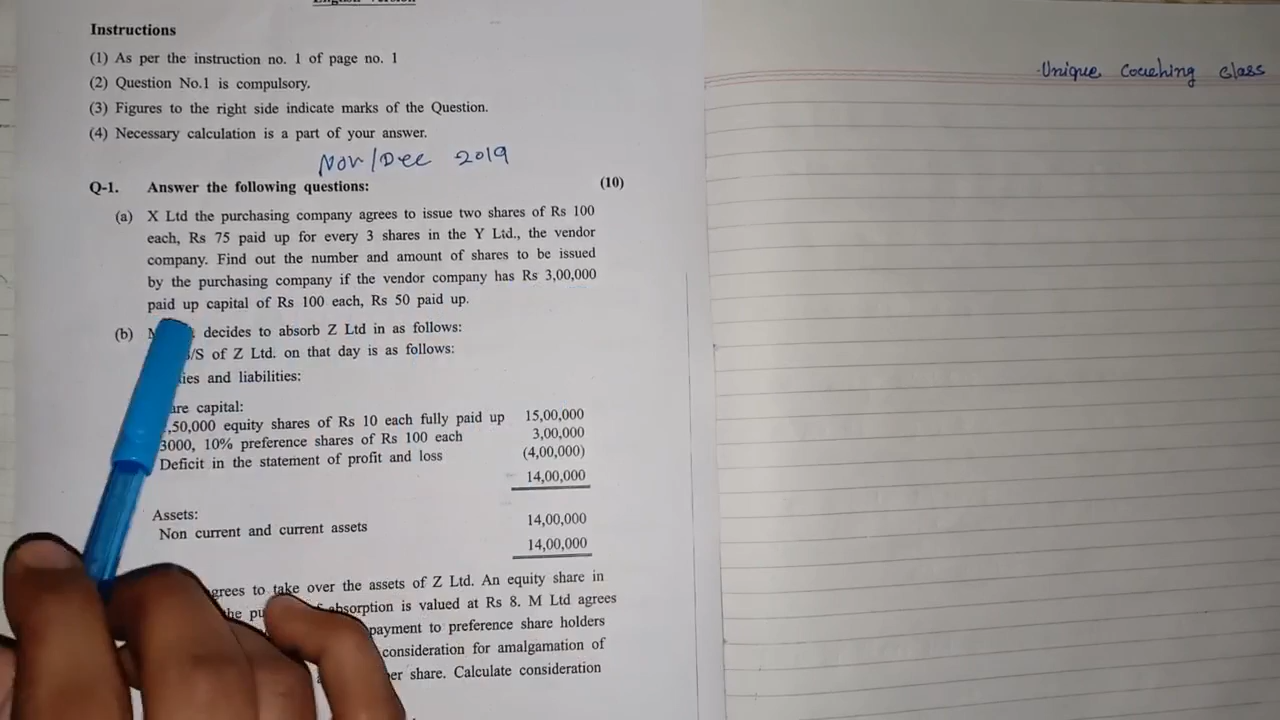 Instructions
(1) As per the instruction no. 1 of page no. 1
(2) Question No.1 is compulsory.
(3) Figures to the right side indicate marks of the Question.
(4) Necessary calculation is a part of your answer.
Nov/Dec 2019
Q-1. Answer the following questions: (10)
(a) X Ltd the purchasing company agrees to issue two shares of Rs 100
each, Rs 75 paid up for every 3 shares in the Y Ltd., the vendor
company. Find out the number and amount of shares to be issued
by the purchasing company if the vendor company has Rs 3,00,000
paid up capital of Rs 100 each, Rs 50 paid up.
(b) decides to absorb Z Ltd in as follows:
/S of Z Ltd. on that day is as follows:
ies and liabilities:
are capital:
,50,000 equity shares of Rs 10 each fully paid up 15,00,000
3000, 10% preference shares of Rs 100 each 3,00,000
Deficit in the statement of profit and loss (4,00,000)
14,00,000
Assets:
Non current and current assets 14,00,000
14,00,000
grees to take over the assets of Z Ltd. An equity share in
he absorption is valued at Rs 8. M Ltd agrees
payment to preference share holders
consideration for amalgamation of
er share. Calculate consideration
Unique Couching Class